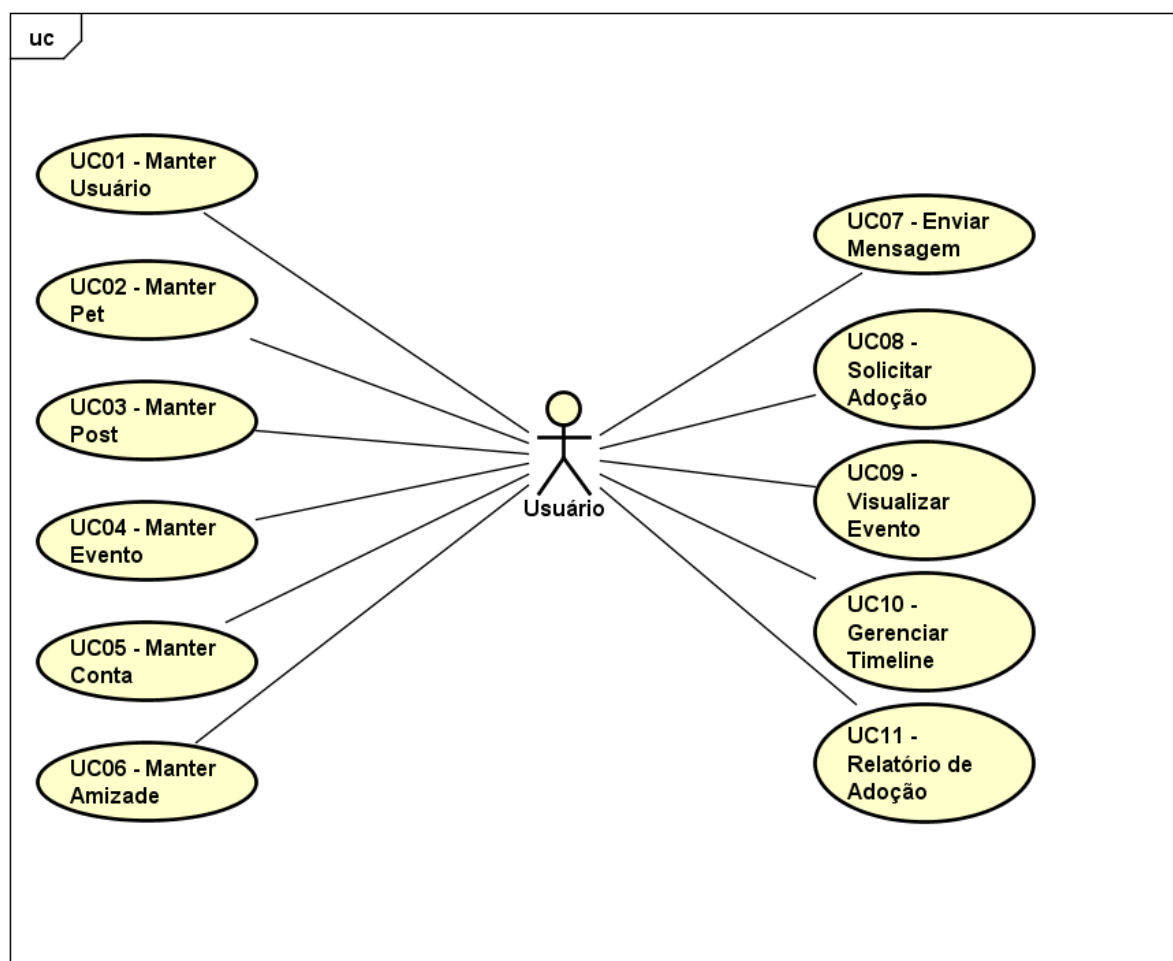 uc
UC01 - Manter
Usuário
UC02 - Manter
Pet
UC03 - Manter
Post
UC04 - Manter
Evento
UC05 - Manter
Conta
UC06 - Manter
Amizade
Usuário
UC07 - Enviar
Mensagem
UC08 -
Solicitar
Adoção
UC09 -
Visualizar
Evento
UC10 -
Gerenciar
Timeline
UC11 -
Relatório de
Adoção